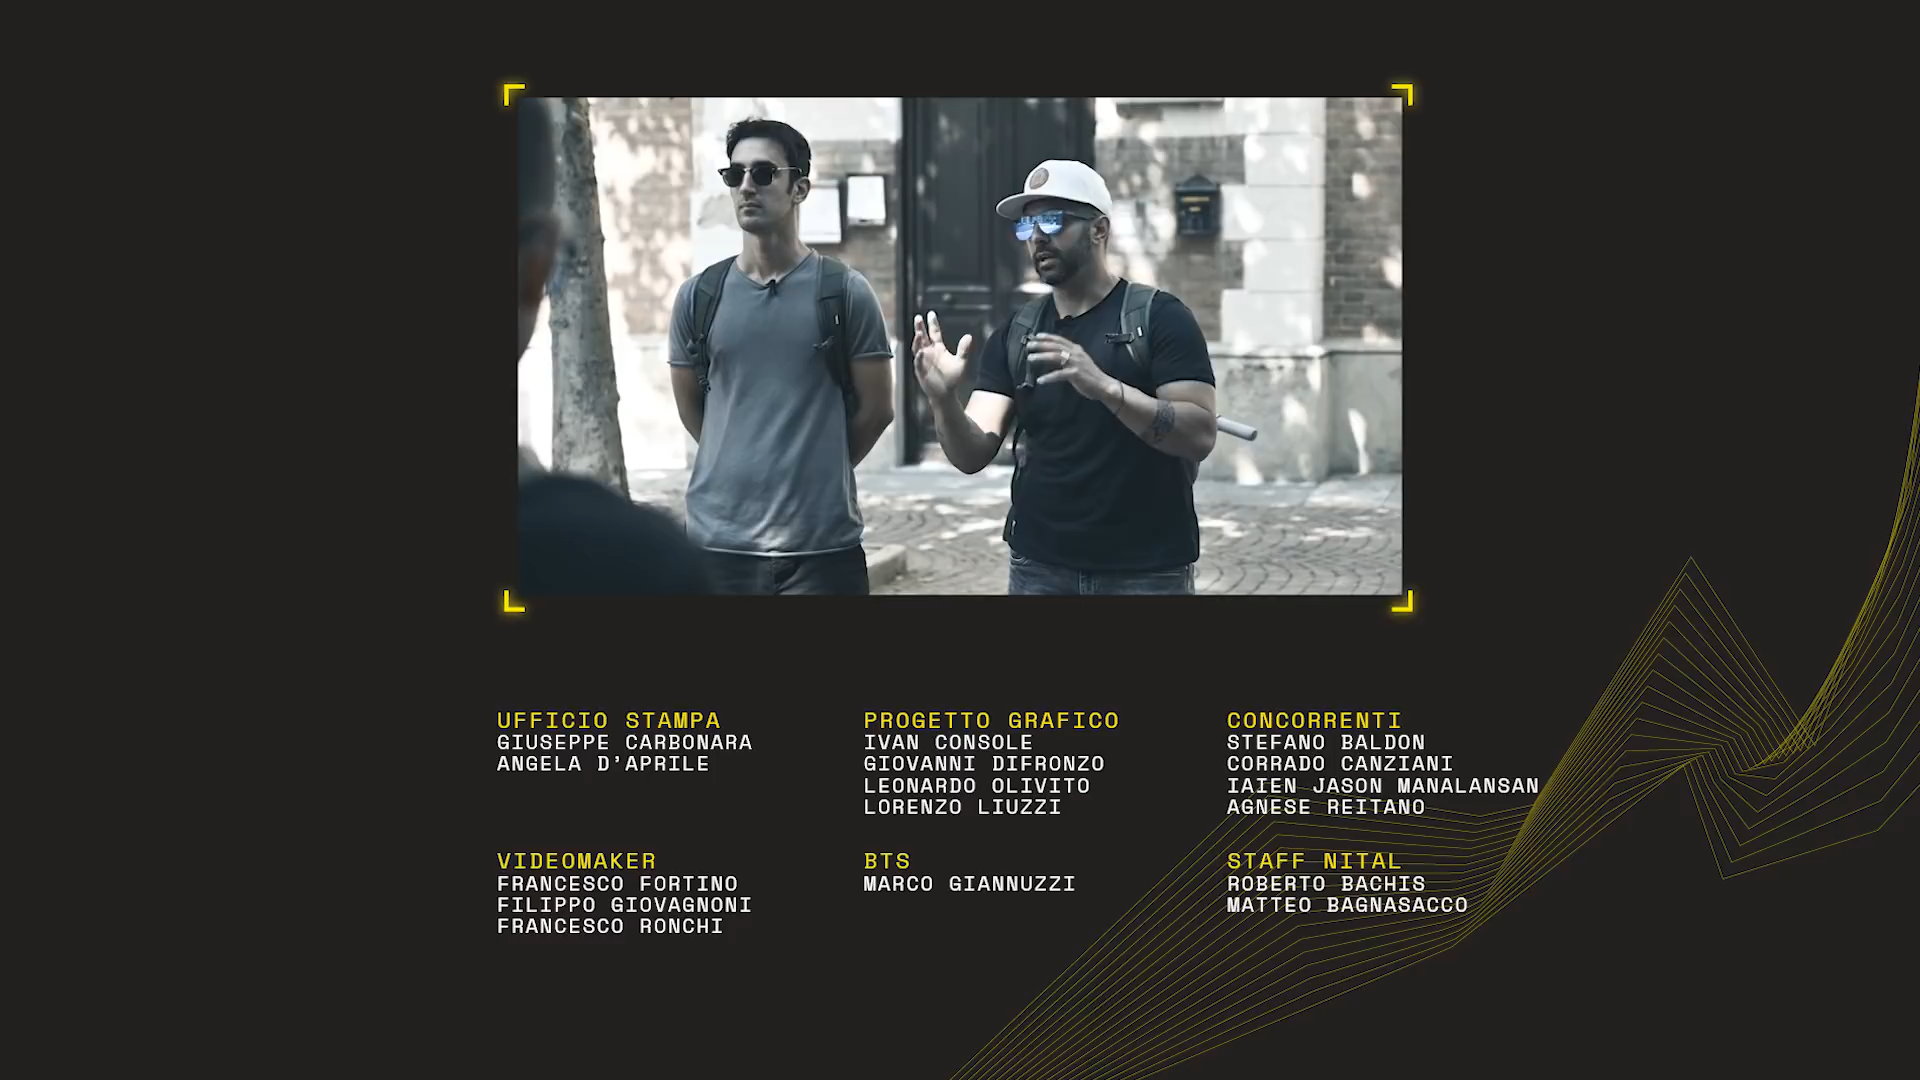 UFFICIO STAMPA
GIUSEPPE CARBONARA
ANGELA D'APRILE
PROGETTO GRAFICO
IVAN CONSOLE
GIOVANNI DIFRONZO
LEONARDO OLIVITO
LORENZO LIUZZI
CONCORRENTI
STEFANO BALDON
CORRADO CANZIANI
IAIEN JASON MANALANSAN
AGNESE REITANO
VIDEOMAKER
FRANCESCO FORTINO
FILIPPO GIOVAGNONI
FRANCESCO RONCHI
BTS
MARCO GIANNUZZI
STAFF NITAL
ROBERTO BACHIS
MATTEO BAGNASACCO